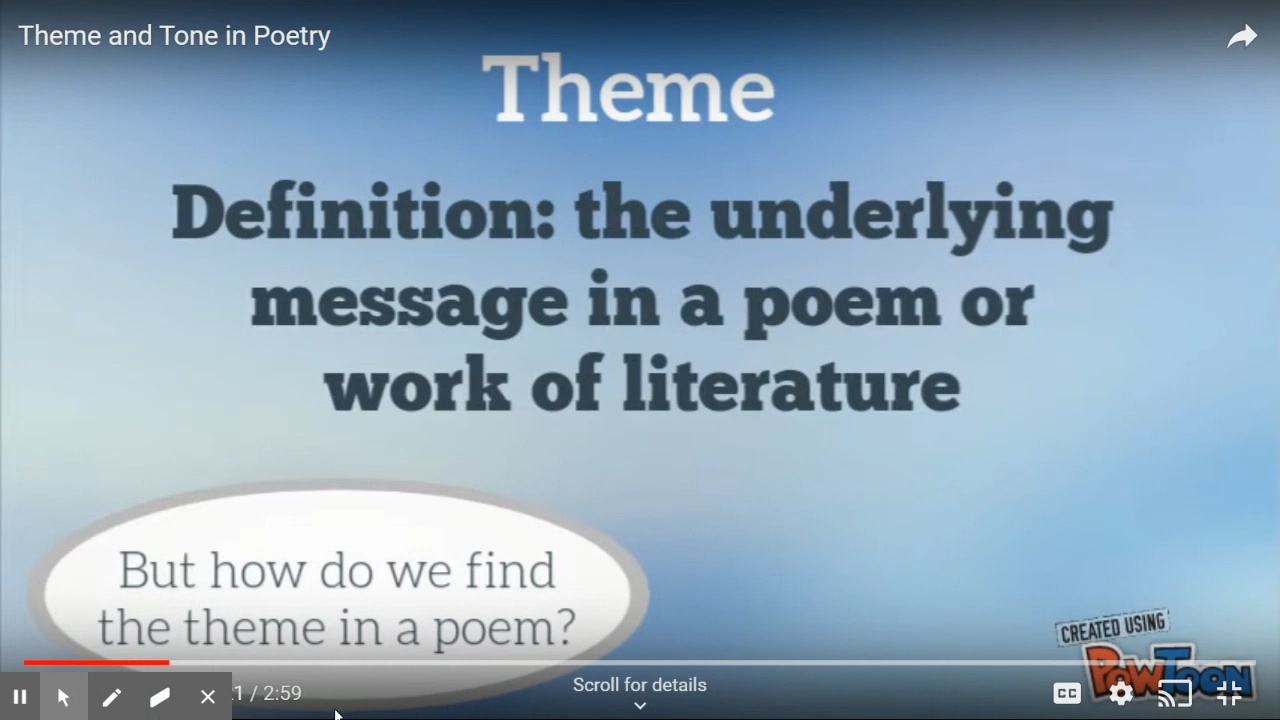 Theme and Tone in Poetry
Theme
Definition: the underlying
message in a poem or
work of literature
But how do we find
the theme in a poem?
CREATED USING
POWTOON
1 / 2:59
Scroll for details
CC